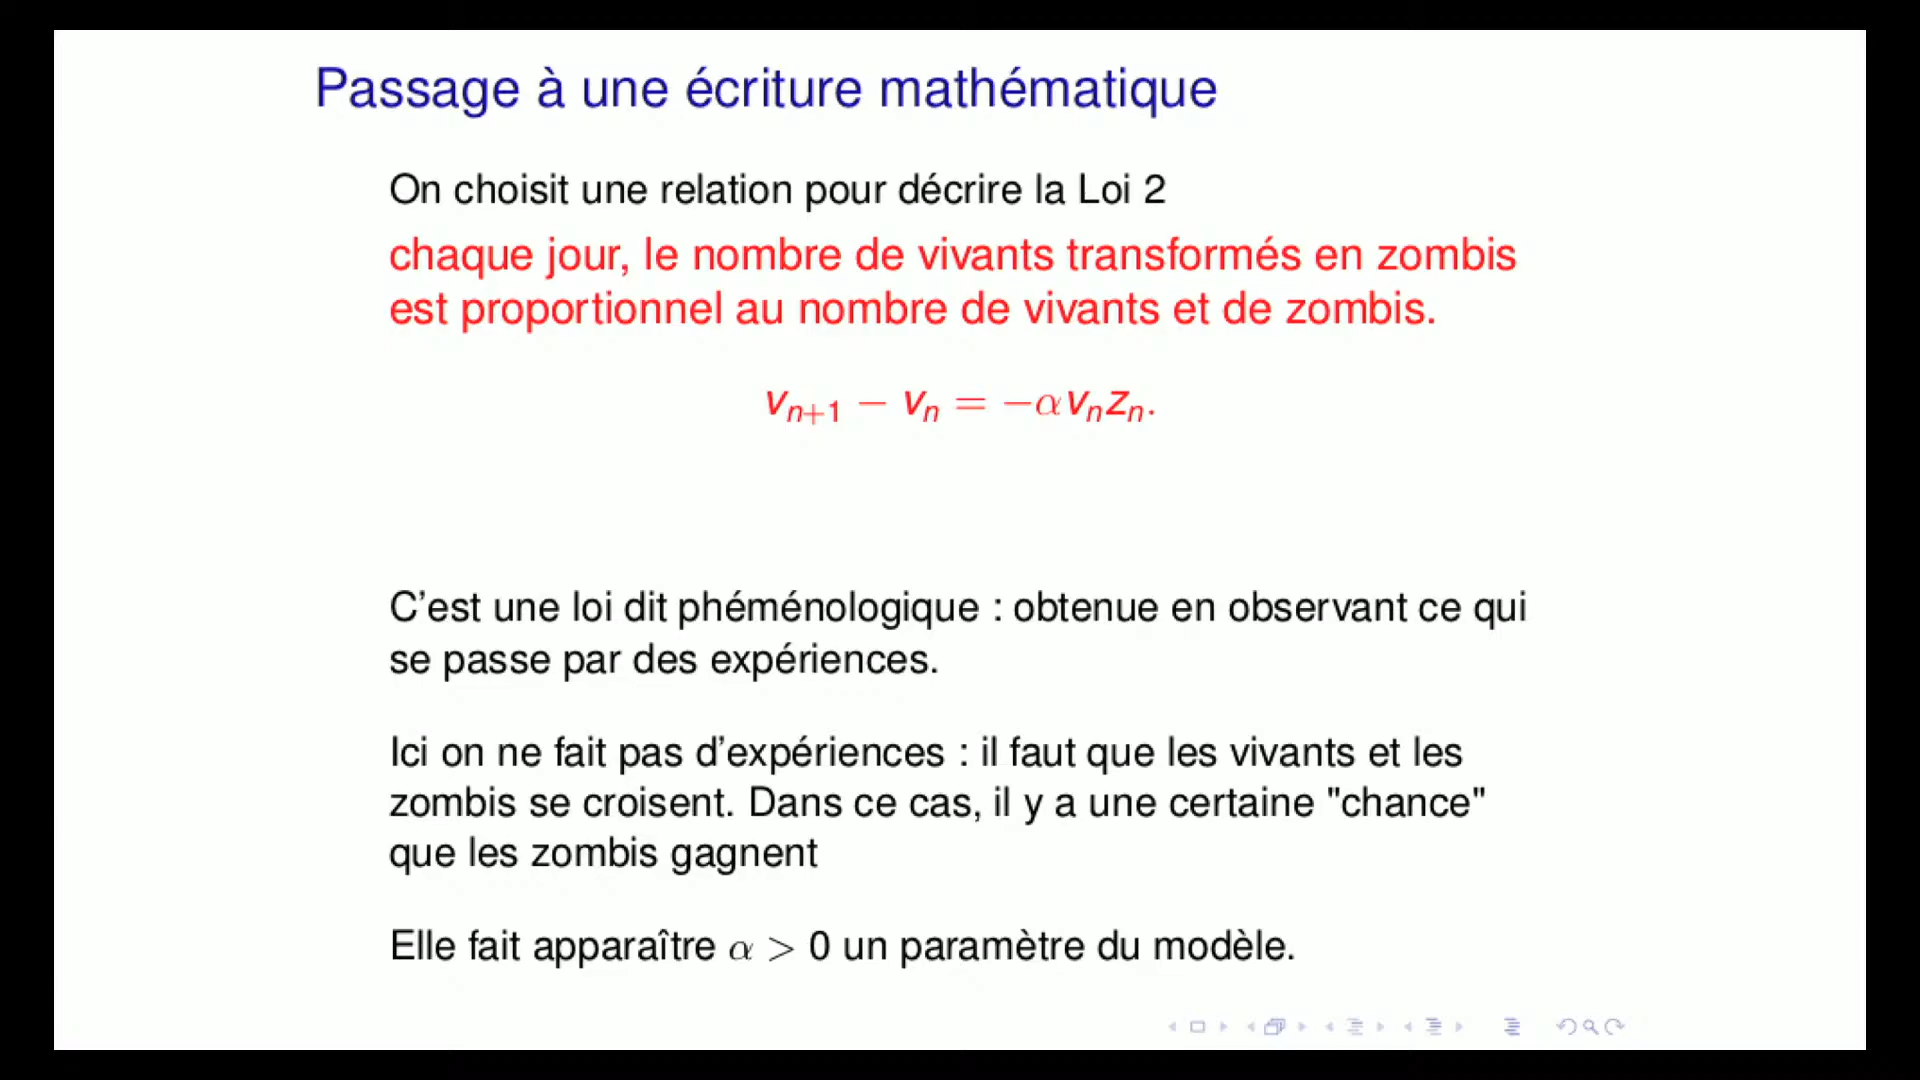 Passage à une écriture mathématique
On choisit une relation pour décrire la Loi 2
chaque jour, le nombre de vivants transformés en zombis
est proportionnel au nombre de vivants et de zombis.
vₙ₊₁ − vₙ = −αvₙzₙ.
C'est une loi dit phéménologique : obtenue en observant ce qui
se passe par des expériences.
Ici on ne fait pas d'expériences : il faut que les vivants et les
zombis se croisent. Dans ce cas, il y a une certaine "chance"
que les zombis gagnent
Elle fait apparaître α > 0 un paramètre du modèle.